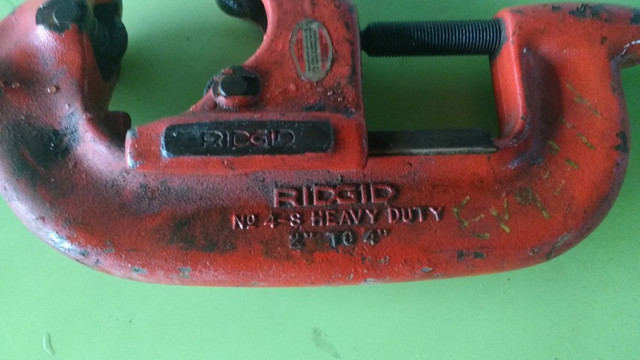 RIDGID
RIDGID
No 4-S HEAVY DUTY
2" TO 4"